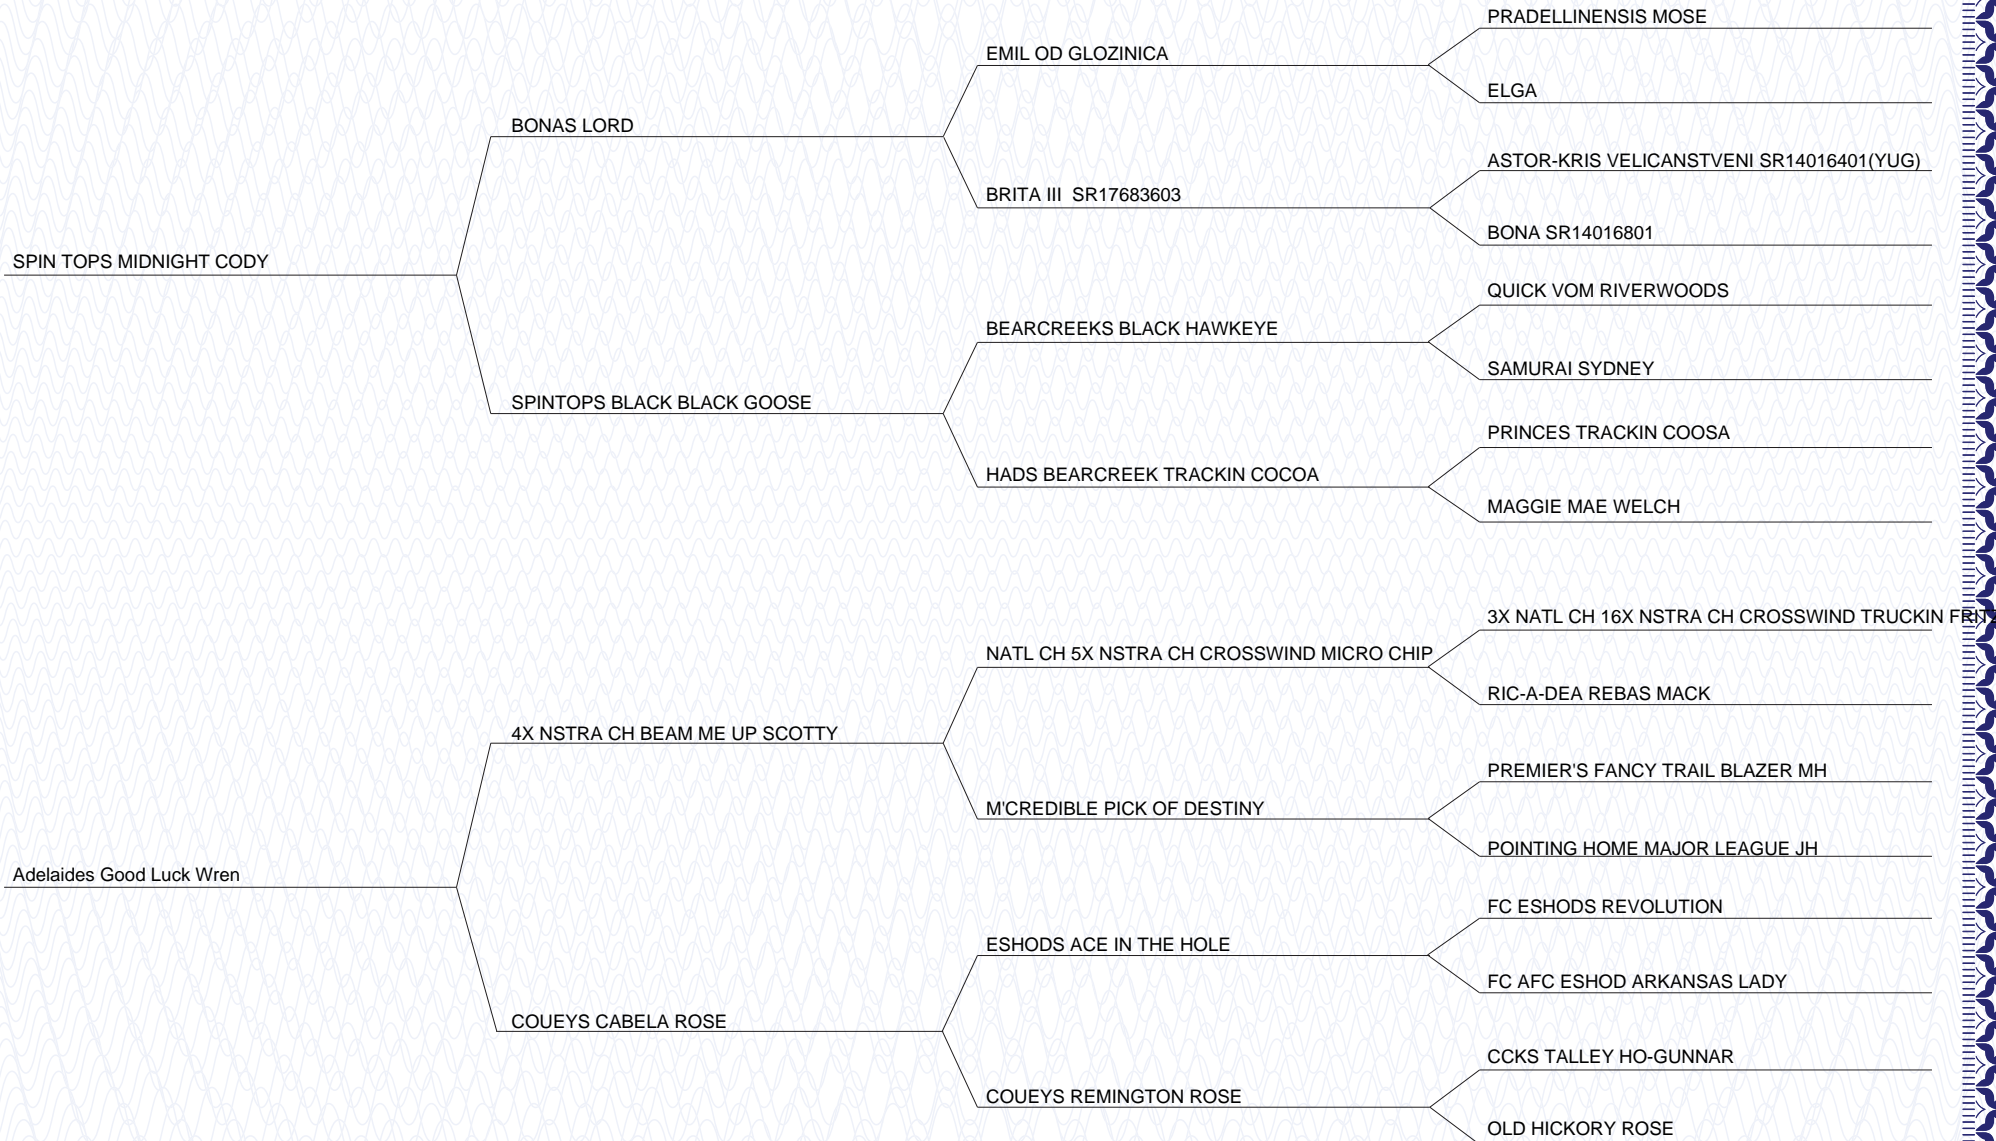 PRADELLINENSIS MOSE
EMIL OD GLOZINICA
ELGA
BONAS LORD
ASTOR-KRIS VELICANSTVENI SR14016401(YUG)
BRITA III  SR17683603
BONA SR14016801
SPIN TOPS MIDNIGHT CODY
QUICK VOM RIVERWOODS
BEARCREEKS BLACK HAWKEYE
SAMURAI SYDNEY
SPINTOPS BLACK BLACK GOOSE
PRINCES TRACKIN COOSA
HADS BEARCREEK TRACKIN COCOA
MAGGIE MAE WELCH
3X NATL CH 16X NSTRA CH CROSSWIND TRUCKIN FRITZ
NATL CH 5X NSTRA CH CROSSWIND MICRO CHIP
RIC-A-DEA REBAS MACK
4X NSTRA CH BEAM ME UP SCOTTY
PREMIER'S FANCY TRAIL BLAZER MH
M'CREDIBLE PICK OF DESTINY
POINTING HOME MAJOR LEAGUE JH
Adelaides Good Luck Wren
FC ESHODS REVOLUTION
ESHODS ACE IN THE HOLE
FC AFC ESHOD ARKANSAS LADY
COUEYS CABELA ROSE
CCKS TALLEY HO-GUNNAR
COUEYS REMINGTON ROSE
OLD HICKORY ROSE